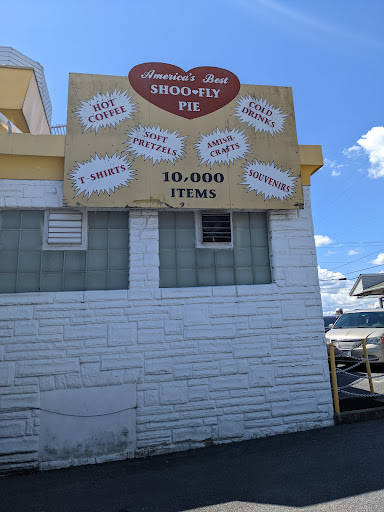 America's Best
SHOO♥FLY
PIE
HOT
COFFEE
COLD
DRINKS
SOFT
PRETZELS
AMISH
CRAFTS
T-SHIRTS
10,000
ITEMS
SOUVENIRS